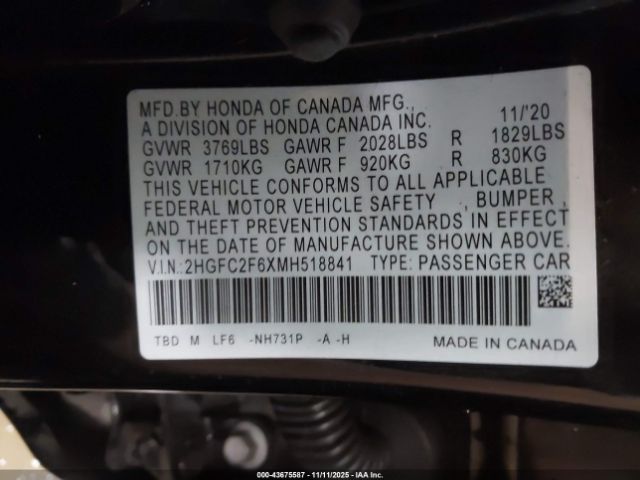 MFD.BY HONDA OF CANADA MFG., 11/'20
A DIVISION OF HONDA CANADA INC.
GVWR 3769LBS GAWR F 2028LBS R 1829LBS
GVWR 1710KG GAWR F 920KG R 830KG
THIS VEHICLE CONFORMS TO ALL APPLICABLE
FEDERAL MOTOR VEHICLE SAFETY , BUMPER ,
AND THEFT PREVENTION STANDARDS IN EFFECT
ON THE DATE OF MANUFACTURE SHOWN ABOVE.
V.I.N.: 2HGFC2F6XMH518841 TYPE: PASSENGER CAR
TBD M LF6 -NH731P -A -H
MADE IN CANADA
000-43675587 - 11/11/2025 - IAA Inc.